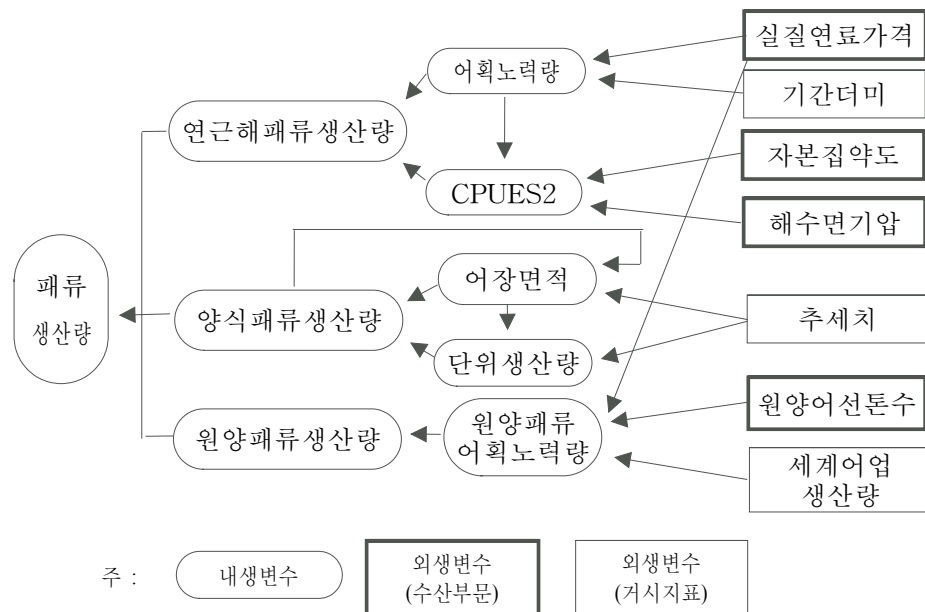 실질연료가격
어획노력량
기간더미
연근해패류생산량
자본집약도
CPUES2
해수면기압
패류
생산량
어장면적
양식패류생산량
추세치
단위생산량
원양어선톤수
원양패류
어획노력량
원양패류생산량
세계어업
생산량
주 :
내생변수
외생변수
(수산부문)
외생변수
(거시지표)